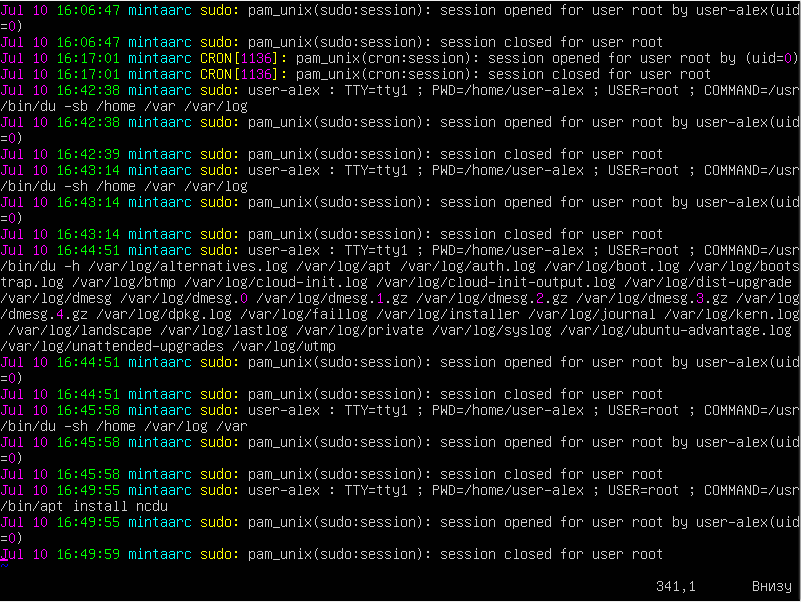 Jul 10 16:06:47 mintaarc sudo: pam_unix(sudo:session): session opened for user root by user-alex(uid
=0)
Jul 10 16:06:47 mintaarc sudo: pam_unix(sudo:session): session closed for user root
Jul 10 16:17:01 mintaarc CRON[1136]: pam_unix(cron:session): session opened for user root by (uid=0)
Jul 10 16:17:01 mintaarc CRON[1136]: pam_unix(cron:session): session closed for user root
Jul 10 16:42:38 mintaarc sudo: user-alex : TTY=tty1 ; PWD=/home/user-alex ; USER=root ; COMMAND=/usr
/bin/du -sb /home /var /var/log
Jul 10 16:42:38 mintaarc sudo: pam_unix(sudo:session): session opened for user root by user-alex(uid
=0)
Jul 10 16:42:39 mintaarc sudo: pam_unix(sudo:session): session closed for user root
Jul 10 16:43:14 mintaarc sudo: user-alex : TTY=tty1 ; PWD=/home/user-alex ; USER=root ; COMMAND=/usr
/bin/du -sh /home /var /var/log
Jul 10 16:43:14 mintaarc sudo: pam_unix(sudo:session): session opened for user root by user-alex(uid
=0)
Jul 10 16:43:14 mintaarc sudo: pam_unix(sudo:session): session closed for user root
Jul 10 16:44:51 mintaarc sudo: user-alex : TTY=tty1 ; PWD=/home/user-alex ; USER=root ; COMMAND=/usr
/bin/du -h /var/log/alternatives.log /var/log/apt /var/log/auth.log /var/log/boot.log /var/log/boots
trap.log /var/log/btmp /var/log/cloud-init.log /var/log/cloud-init-output.log /var/log/dist-upgrade
/var/log/dmesg /var/log/dmesg.0 /var/log/dmesg.1.gz /var/log/dmesg.2.gz /var/log/dmesg.3.gz /var/log
/dmesg.4.gz /var/log/dpkg.log /var/log/faillog /var/log/installer /var/log/journal /var/log/kern.log
 /var/log/landscape /var/log/lastlog /var/log/private /var/log/syslog /var/log/ubuntu-advantage.log
/var/log/unattended-upgrades /var/log/wtmp
Jul 10 16:44:51 mintaarc sudo: pam_unix(sudo:session): session opened for user root by user-alex(uid
=0)
Jul 10 16:44:51 mintaarc sudo: pam_unix(sudo:session): session closed for user root
Jul 10 16:45:58 mintaarc sudo: user-alex : TTY=tty1 ; PWD=/home/user-alex ; USER=root ; COMMAND=/usr
/bin/du -sh /home /var/log /var
Jul 10 16:45:58 mintaarc sudo: pam_unix(sudo:session): session opened for user root by user-alex(uid
=0)
Jul 10 16:45:58 mintaarc sudo: pam_unix(sudo:session): session closed for user root
Jul 10 16:49:55 mintaarc sudo: user-alex : TTY=tty1 ; PWD=/home/user-alex ; USER=root ; COMMAND=/usr
/bin/apt install ncdu
Jul 10 16:49:55 mintaarc sudo: pam_unix(sudo:session): session opened for user root by user-alex(uid
=0)
Jul 10 16:49:59 mintaarc sudo: pam_unix(sudo:session): session closed for user root
~
341,1 Внизу